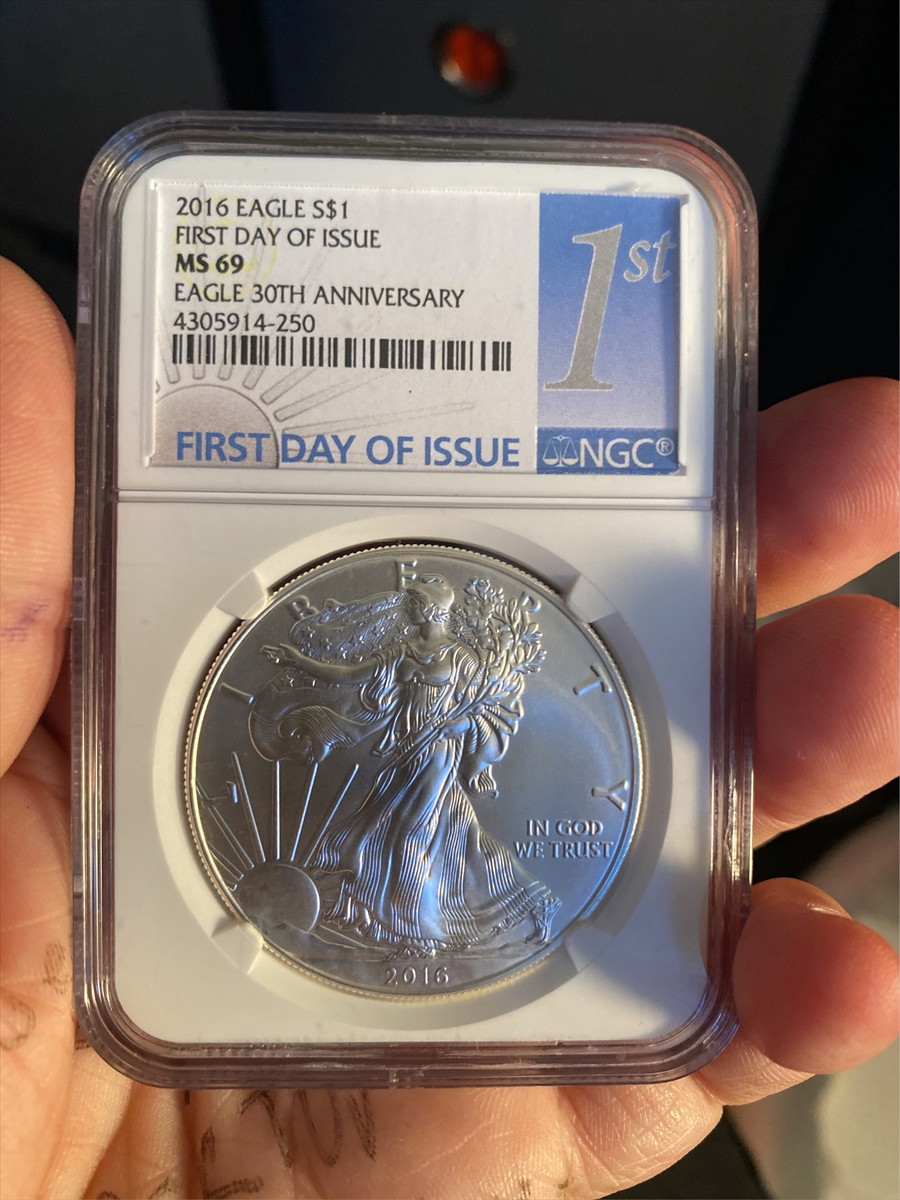 2016 EAGLE S$1
FIRST DAY OF ISSUE
MS 69
EAGLE 30TH ANNIVERSARY
4305914-250
1st
FIRST DAY OF ISSUE
NGC®
LIBERTY
IN GOD
WE TRUST
2016